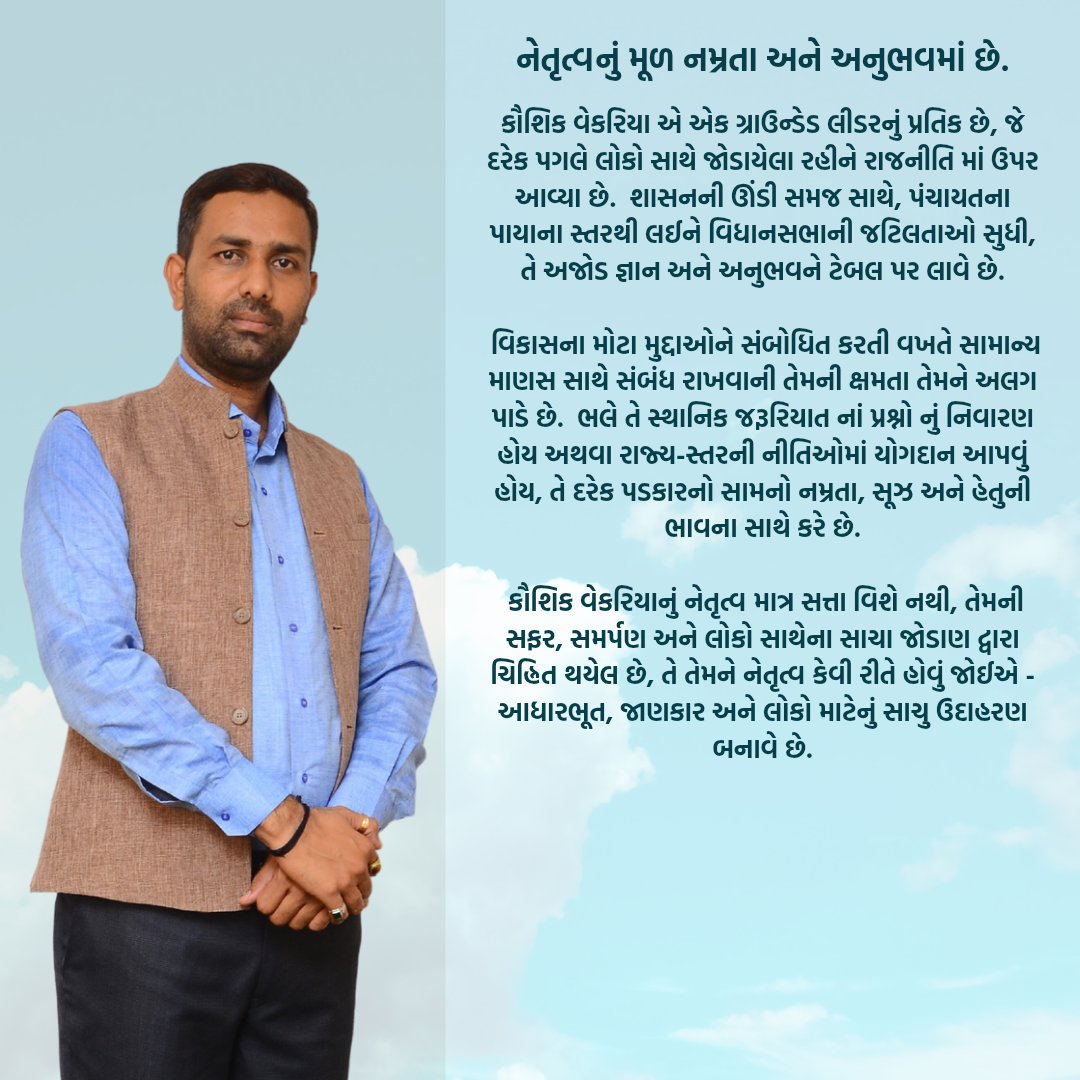 નેતૃત્વનું મૂળ નમ્રતા અને અનુભવમાં છે.
કૌશિક વેકરિયા એ એક ગ્રાઉન્ડેડ લીડરનું પ્રતિક છે, જે
દરેક પગલે લોકો સાથે જોડાયેલા રહીને રાજનીતિ માં ઉપર
આવ્યા છે. શાસનની ઊંડી સમજ સાથે, પંચાયતના
પાયાના સ્તરથી લઈને વિધાનસભાની જટિલતાઓ સુધી,
તે અજોડ જ્ઞાન અને અનુભવને ટેબલ પર લાવે છે.
વિકાસના મોટા મુદ્દાઓને સંબોધિત કરતી વખતે સામાન્ય
માણસ સાથે સંબંધ રાખવાની તેમની ક્ષમતા તેમને અલગ
પાડે છે. ભલે તે સ્થાનિક જરૂરિયાત નાં પ્રશ્નો નું નિવારણ
હોય અથવા રાજ્ય-સ્તરની નીતિઓમાં યોગદાન આપવું
હોય, તે દરેક પડકારનો સામનો નમ્રતા, સૂઝ અને હેતુની
ભાવના સાથે કરે છે.
કૌશિક વેકરિયાનું નેતૃત્વ માત્ર સત્તા વિશે નથી, તેમની
સફર, સમર્પણ અને લોકો સાથેના સાચા જોડાણ દ્વારા
ચિહ્નિત થયેલ છે, તે તેમને નેતૃત્વ કેવી રીતે હોવું જોઈએ -
આધારભૂત, જાણકાર અને લોકો માટેનું સાચુ ઉદાહરણ
બનાવે છે.